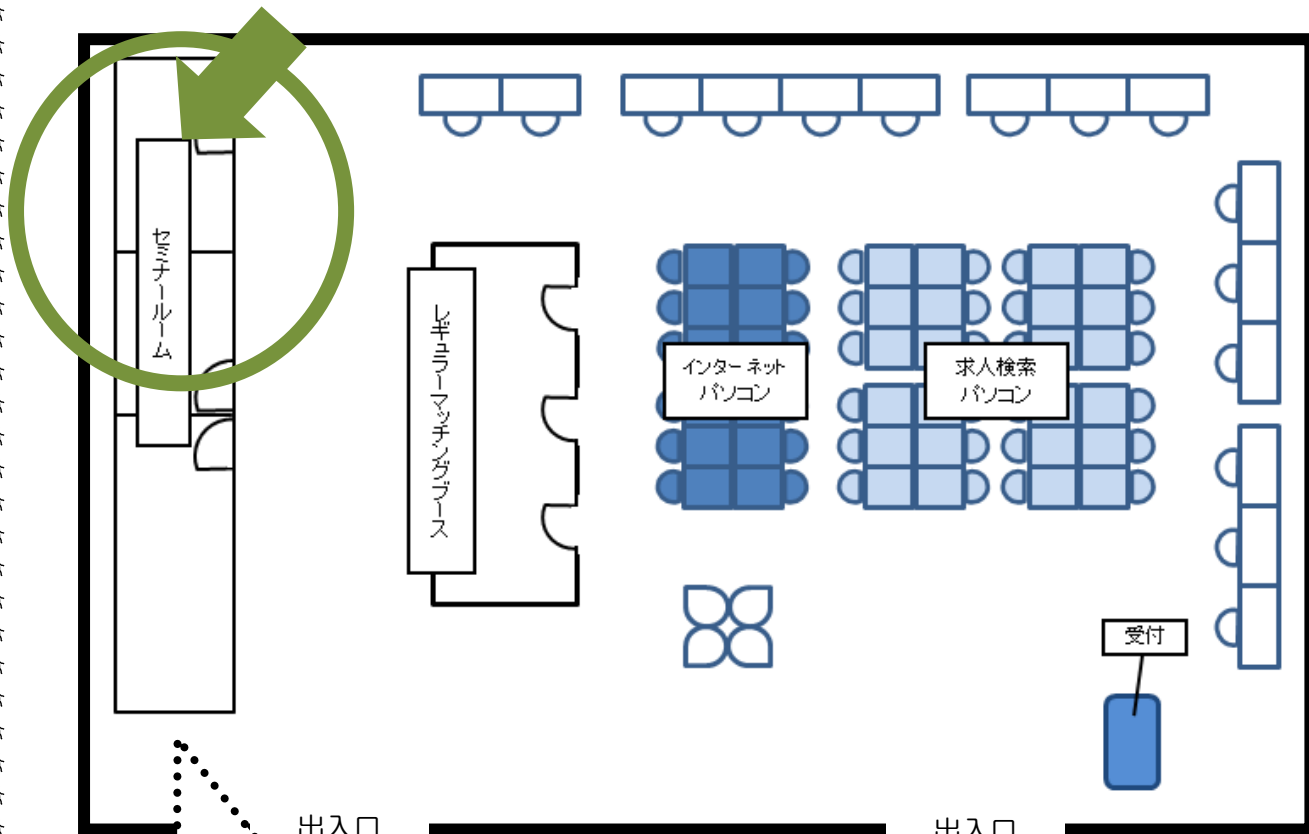 セミナールーム
レギュラーマッチングブース
インターネット
パソコン
求人検索
パソコン
受付
出入口
出入口